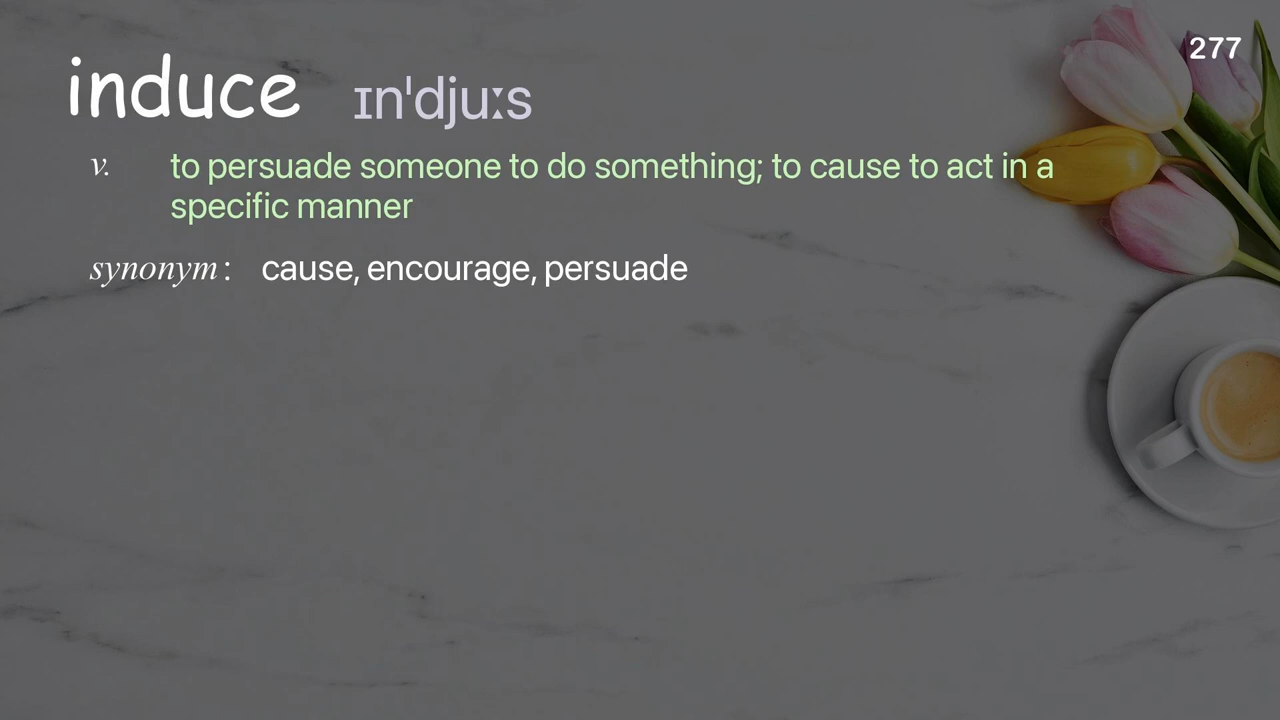 277
induce ɪnˈdjuːs
v. to persuade someone to do something; to cause to act in a
specific manner
synonym: cause, encourage, persuade